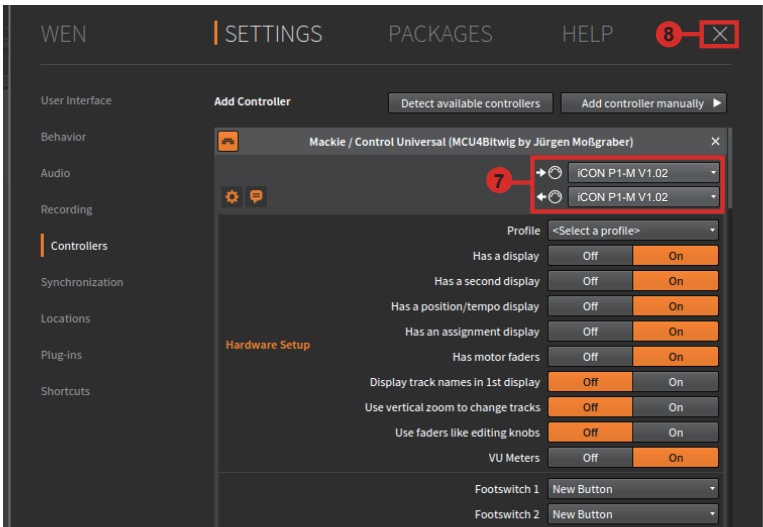 WEN SETTINGS PACKAGES HELP 8
User Interface
Behavior
Audio
Recording
Controllers
Synchronization
Locations
Plug-ins
Shortcuts
Add Controller Detect available controllers Add controller manually
Mackie / Control Universal (MCU4Bitwig by Jürgen Moßgraber)
7 iCON P1-M V1.02
iCON P1-M V1.02
Profile <Select a profile>
Has a display Off On
Has a second display Off On
Has a position/tempo display Off On
Has an assignment display Off On
Hardware Setup
Has motor faders Off On
Display track names in 1st display Off On
Use vertical zoom to change tracks Off On
Use faders like editing knobs Off On
VU Meters Off On
Footswitch 1 New Button
Footswitch 2 New Button